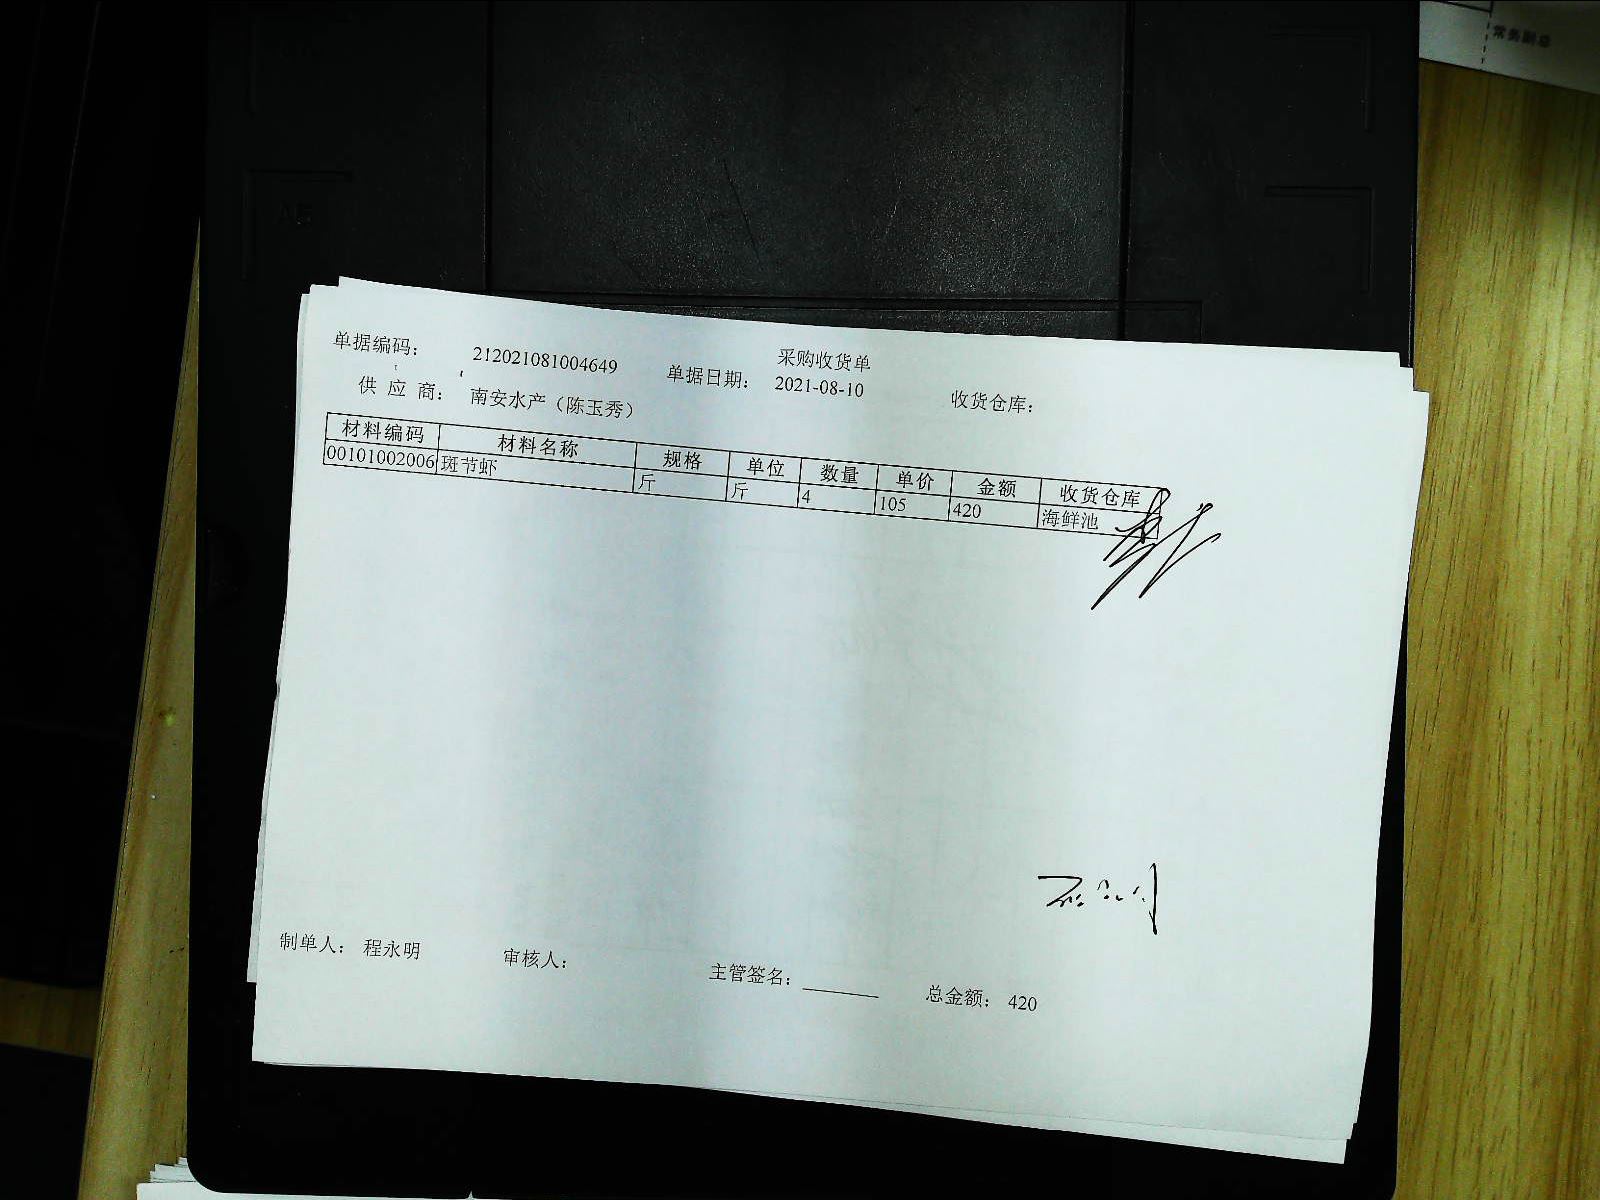 常务副总
采购收货单
单据编码： 212021081004649 单据日期： 2021-08-10 收货仓库：
供 应 商： 南安水产（陈玉秀）
材料编码 材料名称 规格 单位 数量 单价 金额 收货仓库
00101002006 斑节虾 斤 斤 4 105 420 海鲜池
制单人： 程永明 审核人： 主管签名： 总金额： 420